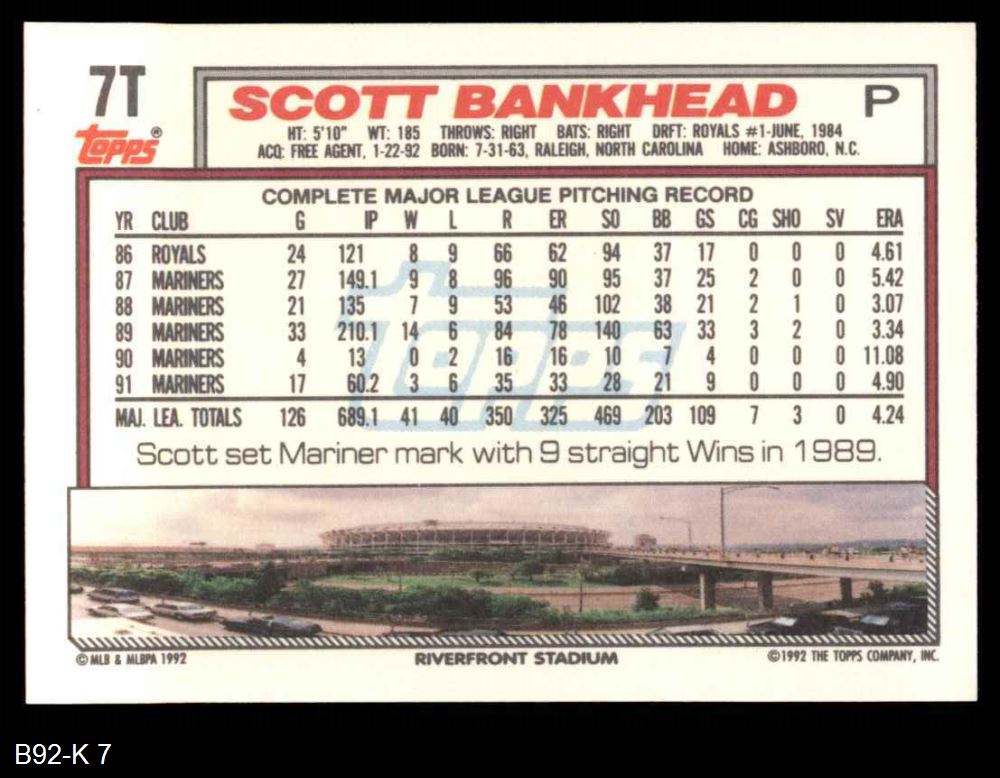 7T
Topps®
SCOTT BANKHEAD P
HT: 5'10" WT: 185 THROWS: RIGHT BATS: RIGHT DRFT: ROYALS #1-JUNE, 1984
ACQ: FREE AGENT, 1-22-92 BORN: 7-31-63, RALEIGH, NORTH CAROLINA HOME: ASHBORO, N.C.
COMPLETE MAJOR LEAGUE PITCHING RECORD
YR CLUB G IP W L R ER SO BB GS CG SHO SV ERA
86 ROYALS 24 121 8 9 66 62 94 37 17 0 0 0 4.61
87 MARINERS 27 149.1 9 8 96 90 95 37 25 2 0 0 5.42
88 MARINERS 21 135 7 9 53 46 102 38 21 2 1 0 3.07
89 MARINERS 33 210.1 14 6 84 78 140 63 33 3 2 0 3.34
90 MARINERS 4 13 0 2 16 16 10 7 4 0 0 0 11.08
91 MARINERS 17 60.2 3 6 35 33 28 21 9 0 0 0 4.90
MAJ. LEA. TOTALS 126 689.1 41 40 350 325 469 203 109 7 3 0 4.24
topps
Scott set Mariner mark with 9 straight Wins in 1989.
© MLB & MLBPA 1992 RIVERFRONT STADIUM ©1992 THE TOPPS COMPANY, INC.
B92-K 7